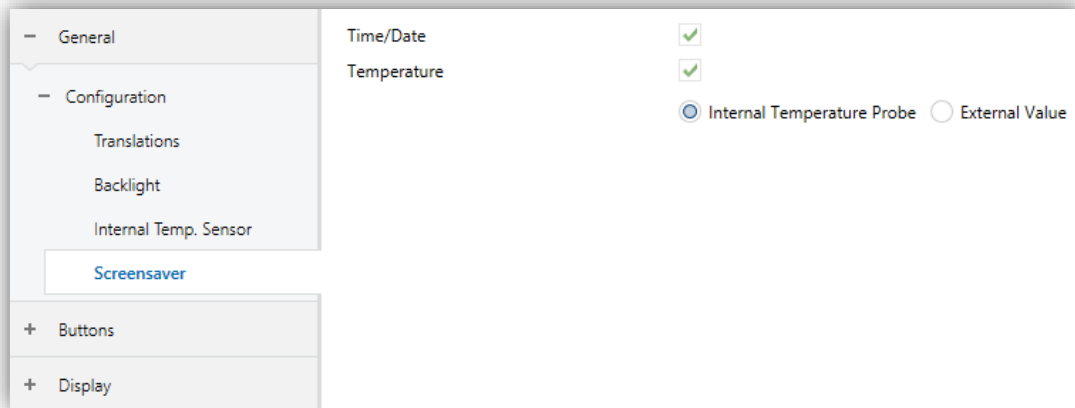 General
Configuration
Translations
Backlight
Internal Temp. Sensor
Screensaver
Buttons
Display
Time/Date
Temperature
Internal Temperature Probe External Value